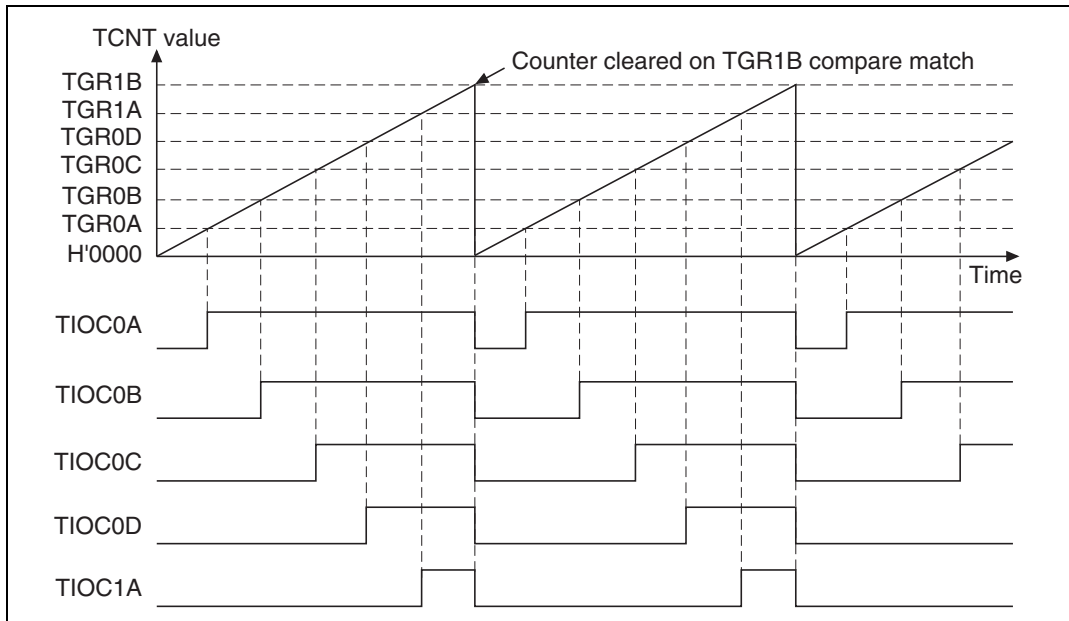 TCNT value
Counter cleared on TGR1B compare match
TGR1B
TGR1A
TGR0D
TGR0C
TGR0B
TGR0A
H'0000
Time
TIOC0A
TIOC0B
TIOC0C
TIOC0D
TIOC1A